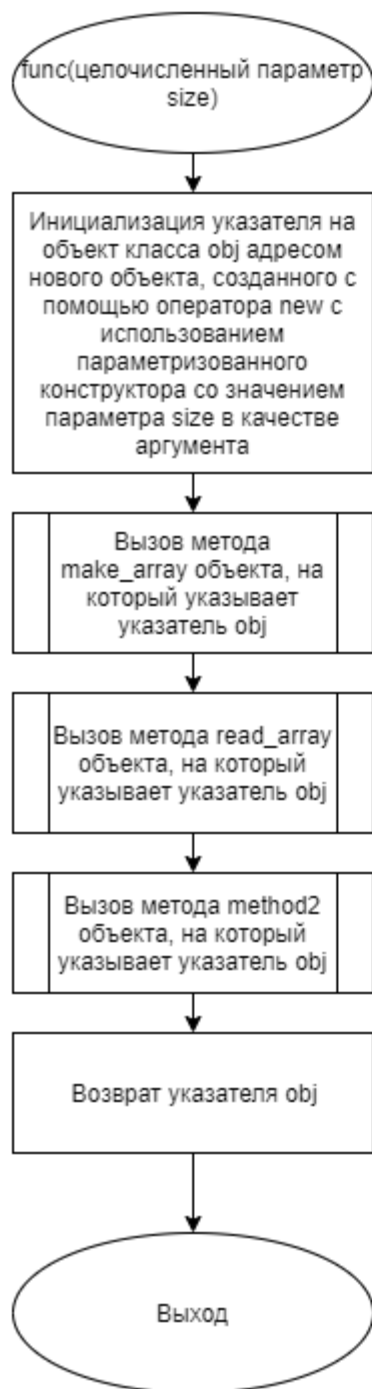 func(целочисленный параметр
size)
Инициализация указателя на
объект класса obj адресом
нового объекта, созданного с
помощью оператора new с
использованием
параметризованного
конструктора со значением
параметра size в качестве
аргумента
Вызов метода
make_array объекта, на
который указывает
указатель obj
Вызов метода read_array
объекта, на который
указывает указатель obj
Вызов метода method2
объекта, на который
указывает указатель obj
Возврат указателя obj
Выход